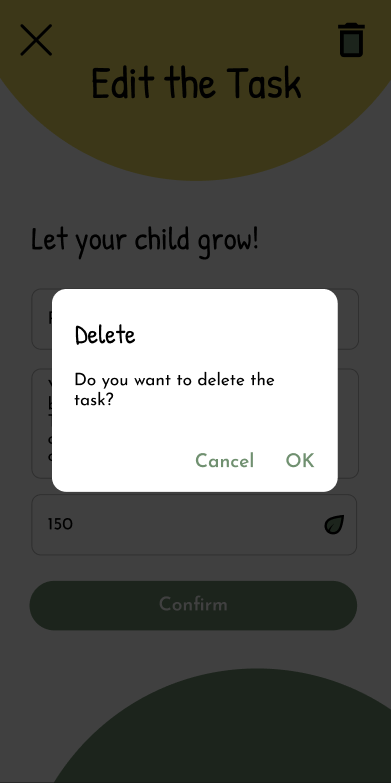 Edit the Task
Let your child grow!
Delete
Do you want to delete the
task?
Cancel OK
150
Confirm